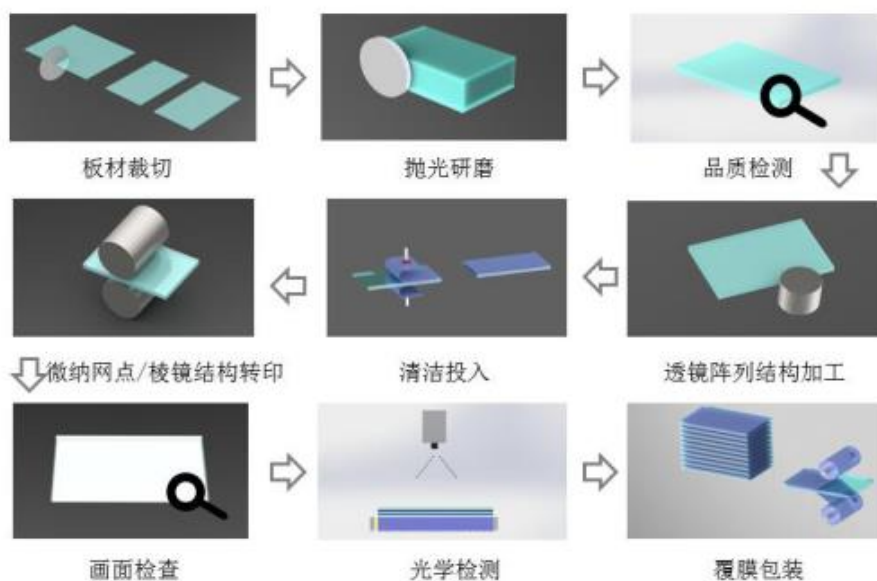 板材裁切
抛光研磨
品质检测
透镜阵列结构加工
清洁投入
微纳网点/棱镜结构转印
画面检查
光学检测
覆膜包装